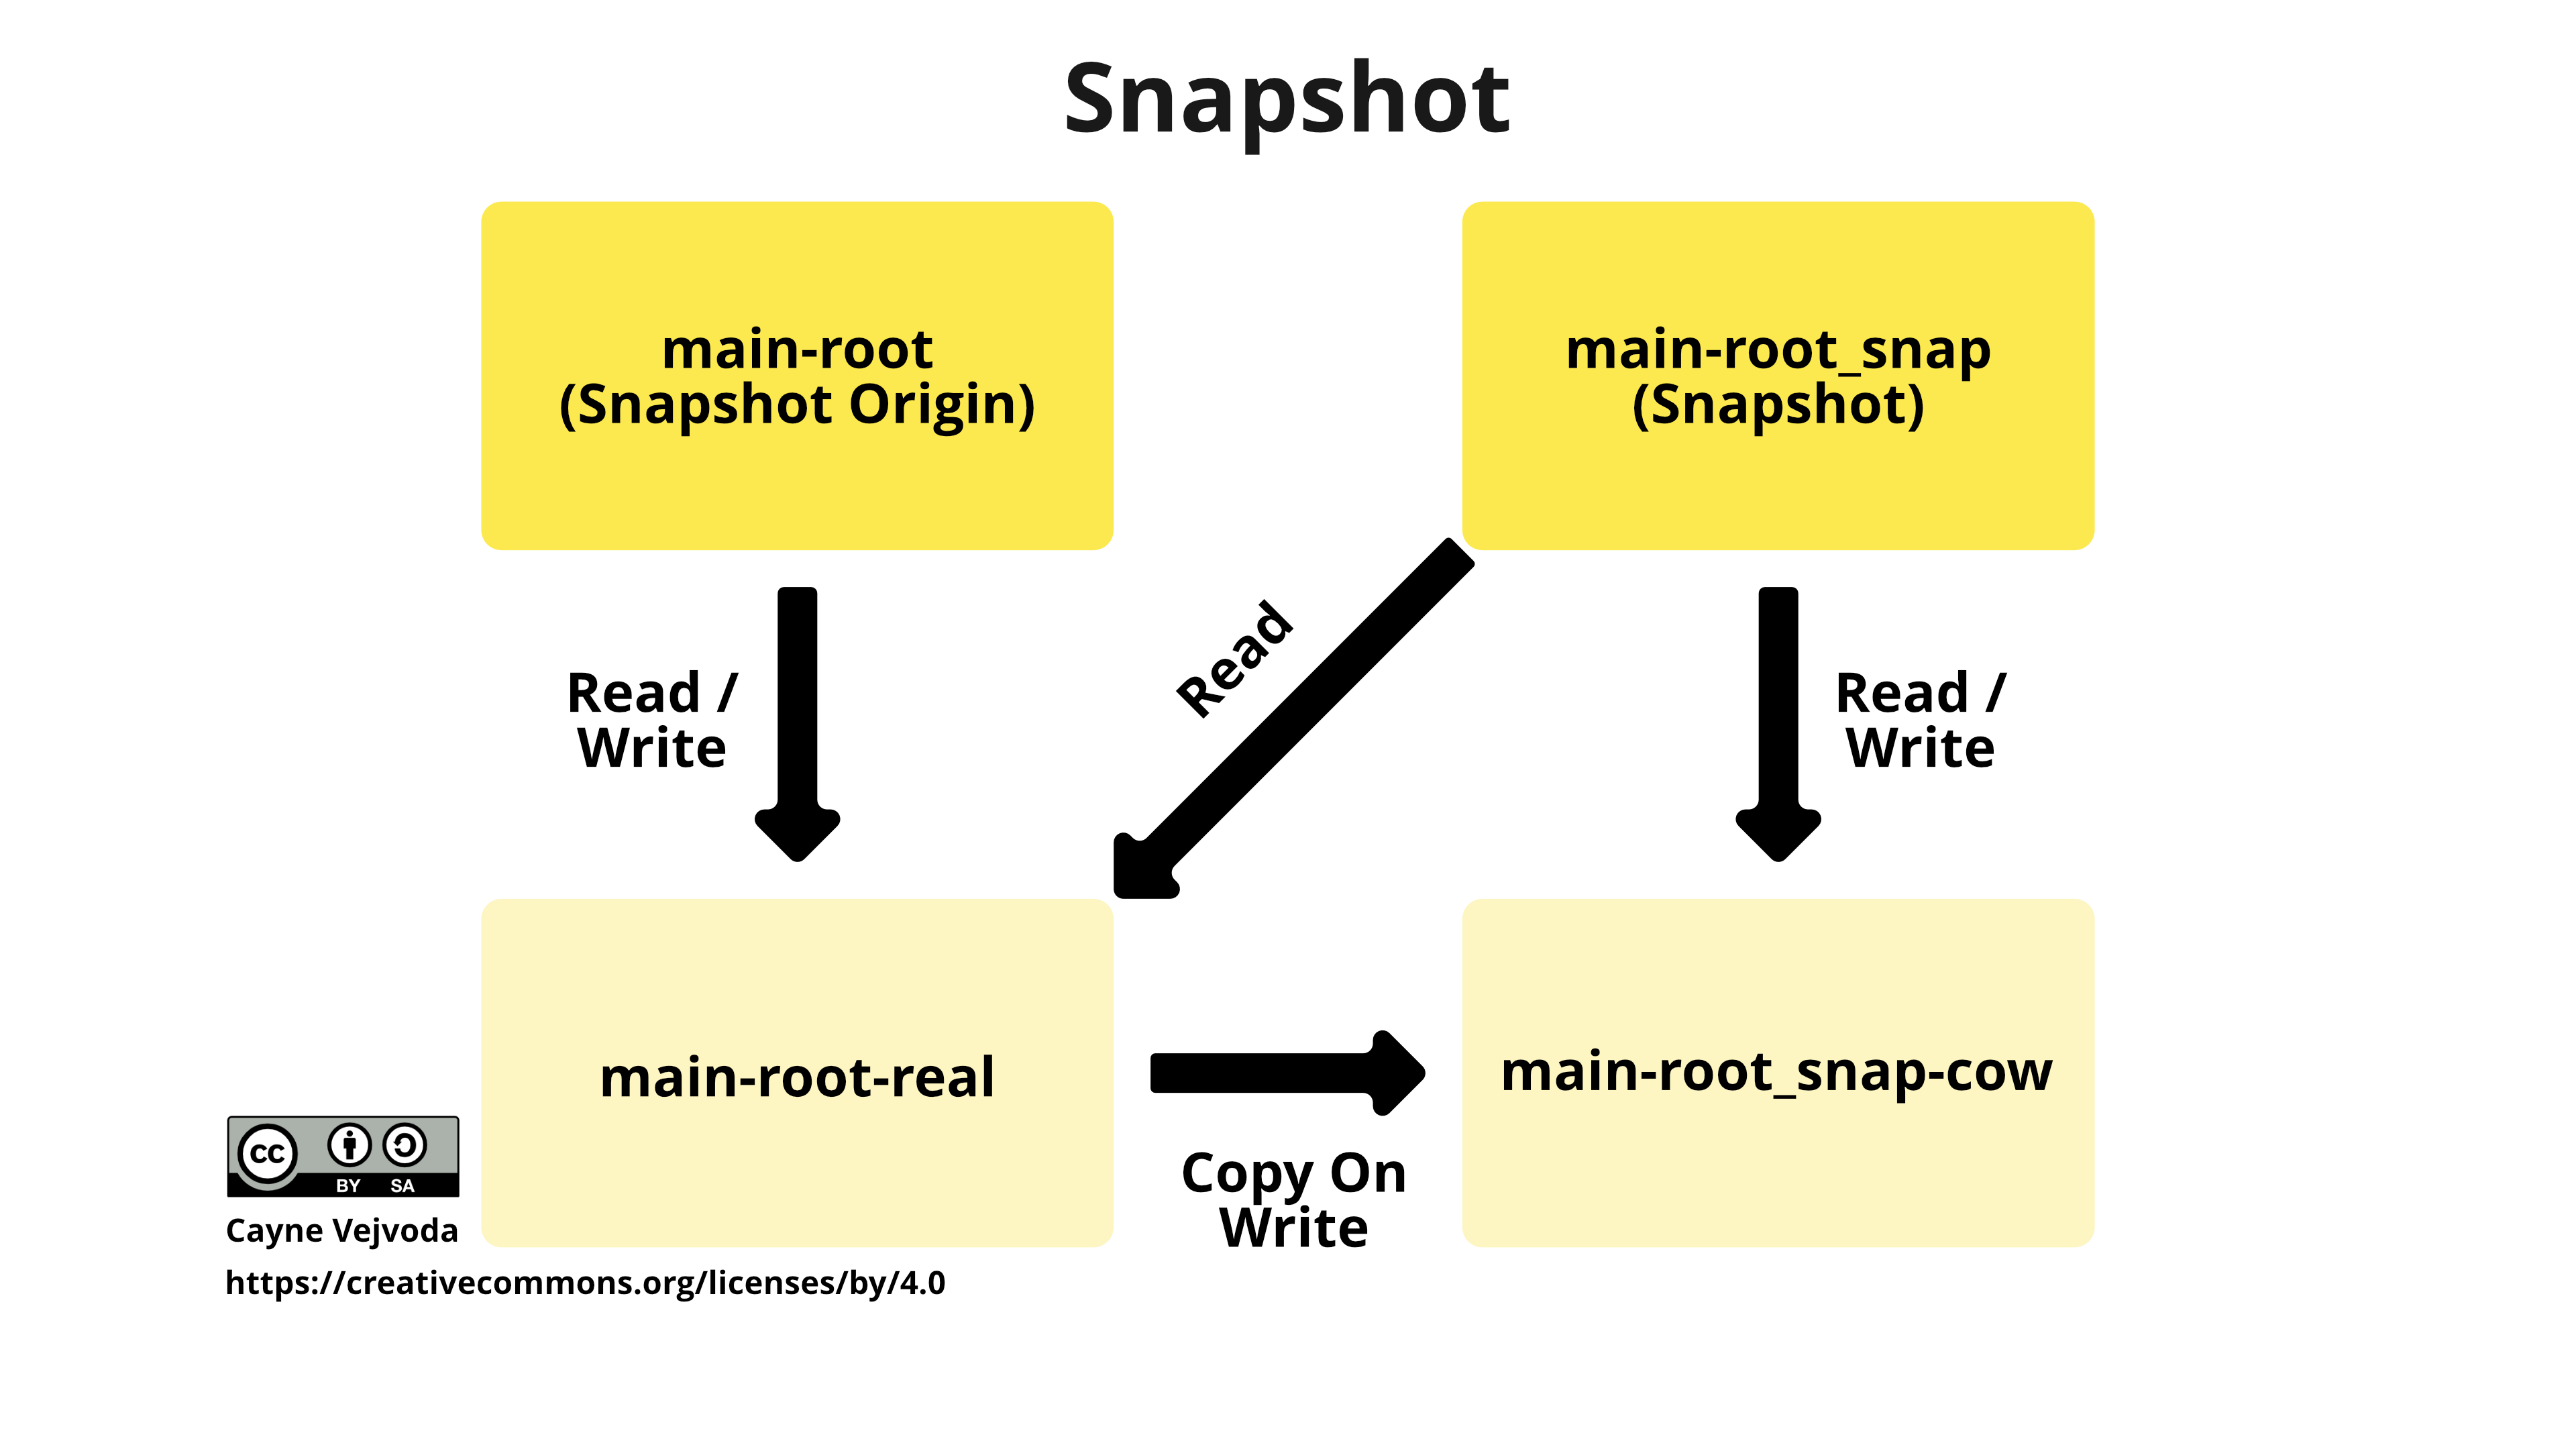 Snapshot
main-root
(Snapshot Origin)
main-root_snap
(Snapshot)
Read /
Write
Read
Read /
Write
main-root-real
Copy On
Write
main-root_snap-cow
CC
BY SA
Cayne Vejvoda
https://creativecommons.org/licenses/by/4.0